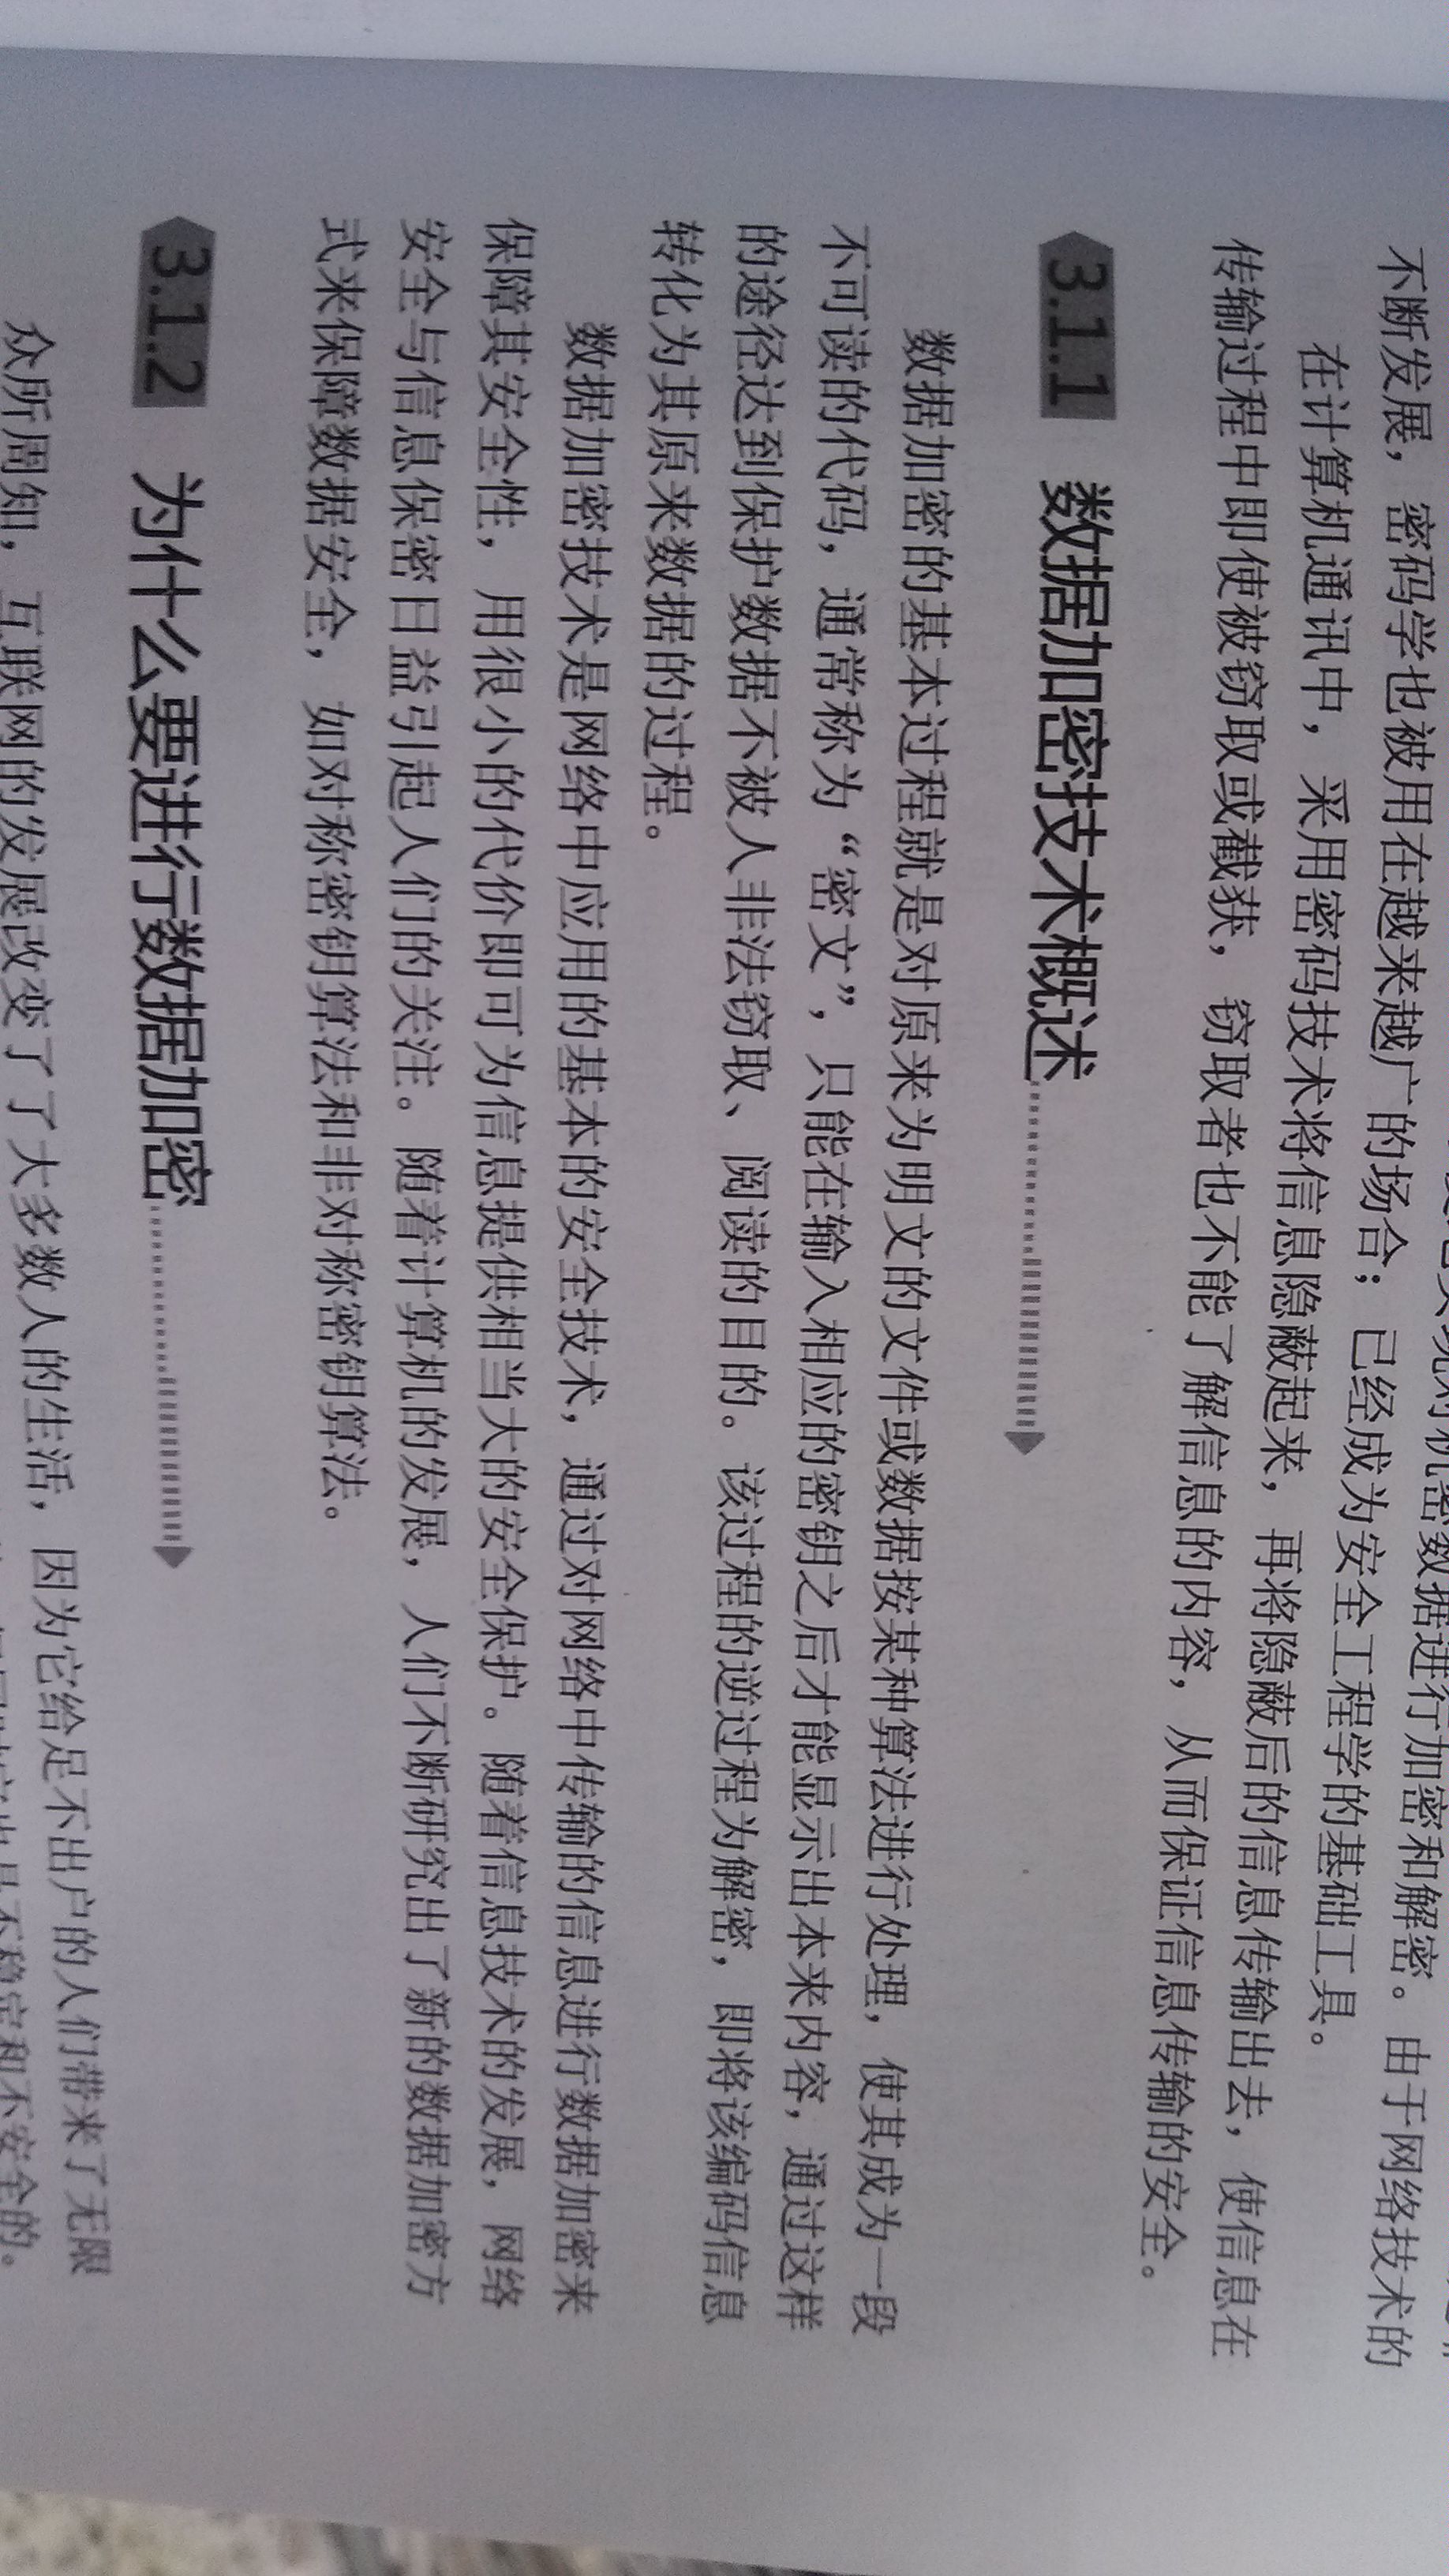 对机密数据进行加密和解密。由于网络技术的
不断发展，密码学也被用在越来越广的场合；已经成为安全工程学的基础工具。
在计算机通讯中，采用密码技术将信息隐蔽起来，再将隐蔽后的信息传输出去，使信息在
传输过程中即使被窃取或截获，窃取者也不能了解信息的内容，从而保证信息传输的安全。
3.1.1 数据加密技术概述
数据加密的基本过程就是对原来为明文的文件或数据按某种算法进行处理，使其成为一段
不可读的代码，通常称为“密文”，只能在输入相应的密钥之后才能显示出本来内容，通过这样
的途径达到保护数据不被人非法窃取、阅读的目的。该过程的逆过程为解密，即将该编码信息
转化为其原来数据的过程。
数据加密技术是网络中应用的基本的安全技术，通过对网络中传输的信息进行数据加密来
保障其安全性，用很小的代价即可为信息提供相当大的安全保护。随着信息技术的发展，网络
安全与信息保密日益引起人们的关注。随着计算机的发展，人们不断研究出了新的数据加密方
式来保障数据安全，如对称密钥算法和非对称密钥算法。
3.1.2 为什么要进行数据加密
众所周知，互联网的发展改变了了大多数人的生活，因为它给足不出户的人们带来了无限
是不稳定和不安全的。